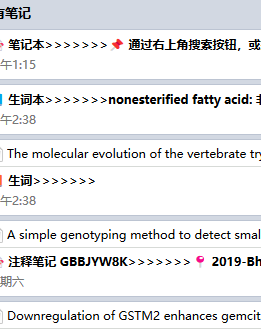 有笔记
笔记本>>>>>>>📌 通过右上角搜索按钮，或
午1:15
生词本>>>>>>>nonesterified fatty acid: 非
午2:38
The molecular evolution of the vertebrate try
生词>>>>>>>
午2:38
A simple genotyping method to detect smal
注释笔记 GBBJYW8K>>>>>>> 📍 2019-Bh
期六
Downregulation of GSTM2 enhances gemcit